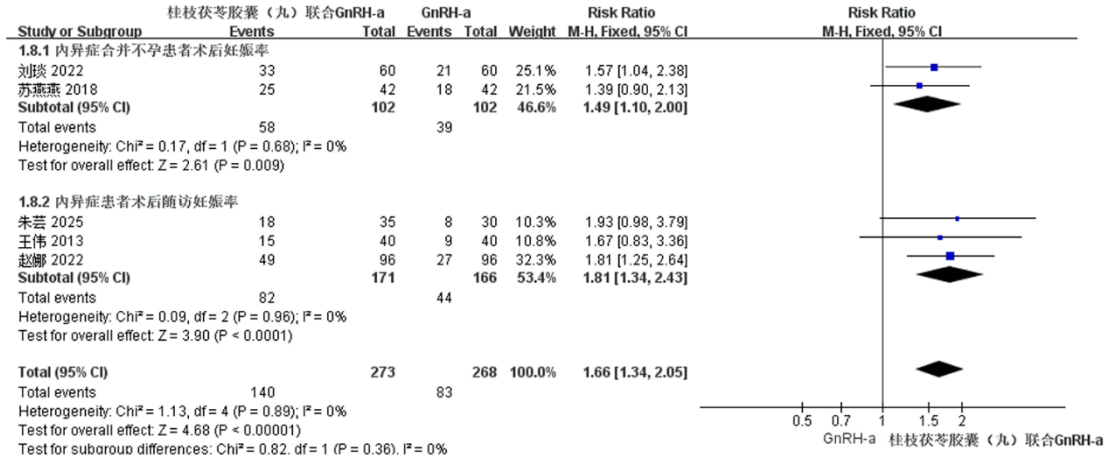 桂枝茯苓胶囊（丸）联合GnRH-a GnRH-a Risk Ratio Risk Ratio
Study or Subgroup Events Total Events Total Weight M-H, Fixed, 95% CI M-H, Fixed, 95% CI
1.8.1 内异症合并不孕患者术后妊娠率
刘琰 2022 33 60 21 60 25.1% 1.57 [1.04, 2.38]
苏燕燕 2018 25 42 18 42 21.5% 1.39 [0.90, 2.13]
Subtotal (95% CI) 102 102 46.6% 1.49 [1.10, 2.00]
Total events 58 39
Heterogeneity: Chi² = 0.17, df = 1 (P = 0.68); I² = 0%
Test for overall effect: Z = 2.61 (P = 0.009)
1.8.2 内异症患者术后随访妊娠率
朱芸 2025 18 35 8 30 10.3% 1.93 [0.98, 3.79]
王伟 2013 15 40 9 40 10.8% 1.67 [0.83, 3.36]
赵娜 2022 49 96 27 96 32.3% 1.81 [1.25, 2.64]
Subtotal (95% CI) 171 166 53.4% 1.81 [1.34, 2.43]
Total events 82 44
Heterogeneity: Chi² = 0.09, df = 2 (P = 0.96); I² = 0%
Test for overall effect: Z = 3.90 (P < 0.0001)
Total (95% CI) 273 268 100.0% 1.66 [1.34, 2.05]
Total events 140 83
Heterogeneity: Chi² = 1.13, df = 4 (P = 0.89); I² = 0%
Test for overall effect: Z = 4.68 (P < 0.00001)
Test for subgroup differences: Chi² = 0.82, df = 1 (P = 0.36), I² = 0%
0.5 0.7 1 1.5 2
GnRH-a 桂枝茯苓胶囊（丸）联合GnRH-a